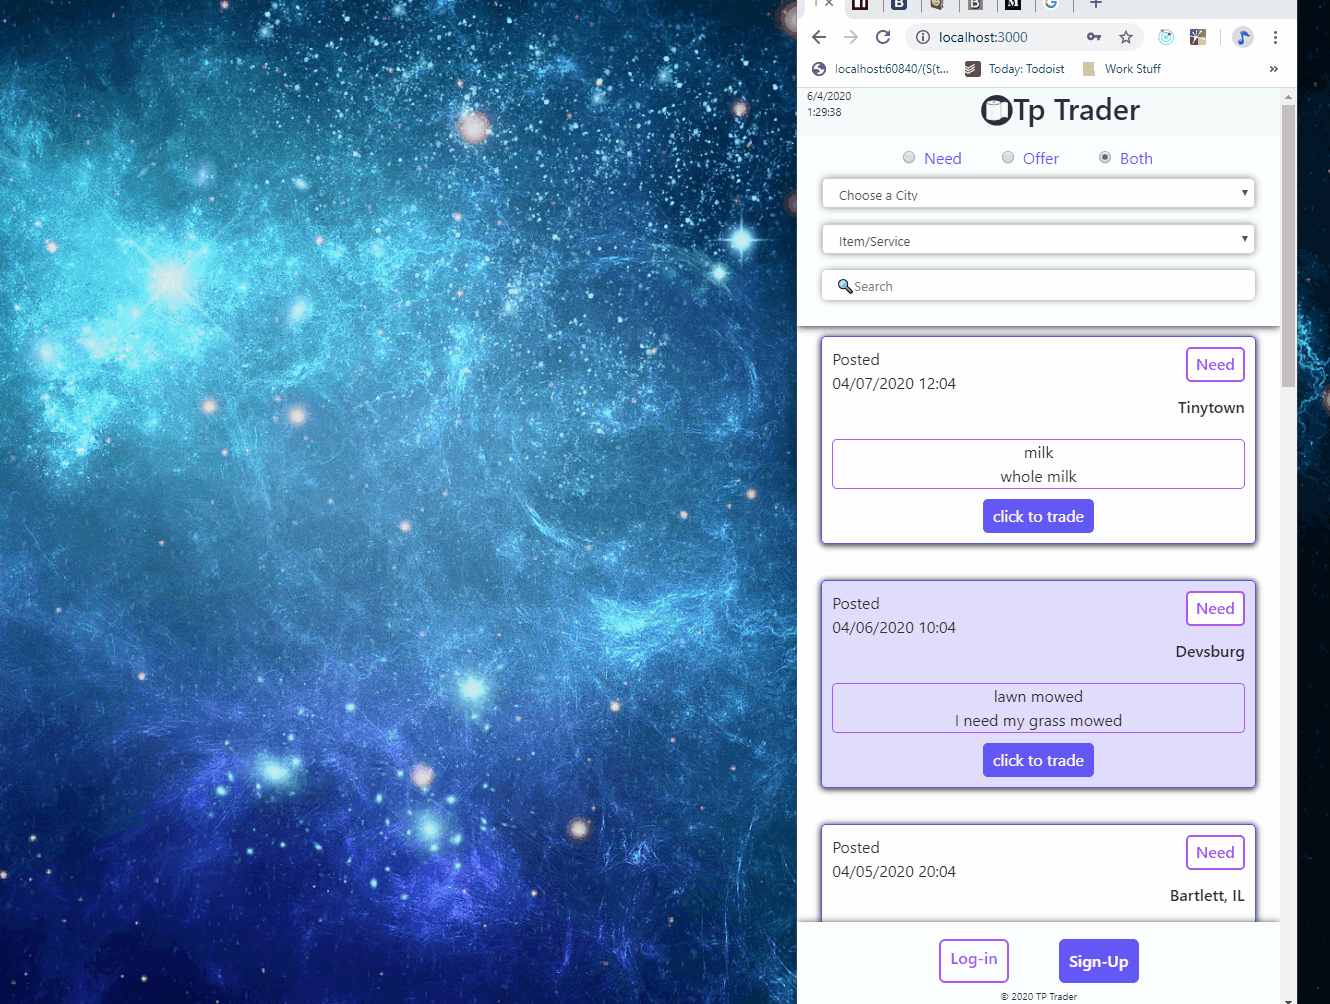 localhost:3000
localhost:60840/(S(t...
Today: Todoist
Work Stuff
»
6/4/2020
1:29:38
Tp Trader
Need
Offer
Both
Choose a City
Item/Service
Search
Posted
04/07/2020 12:04
Need
Tinytown
milk
whole milk
click to trade
Posted
04/06/2020 10:04
Need
Devsburg
lawn mowed
I need my grass mowed
click to trade
Posted
04/05/2020 20:04
Need
Bartlett, IL
Log-in
Sign-Up
© 2020 TP Trader